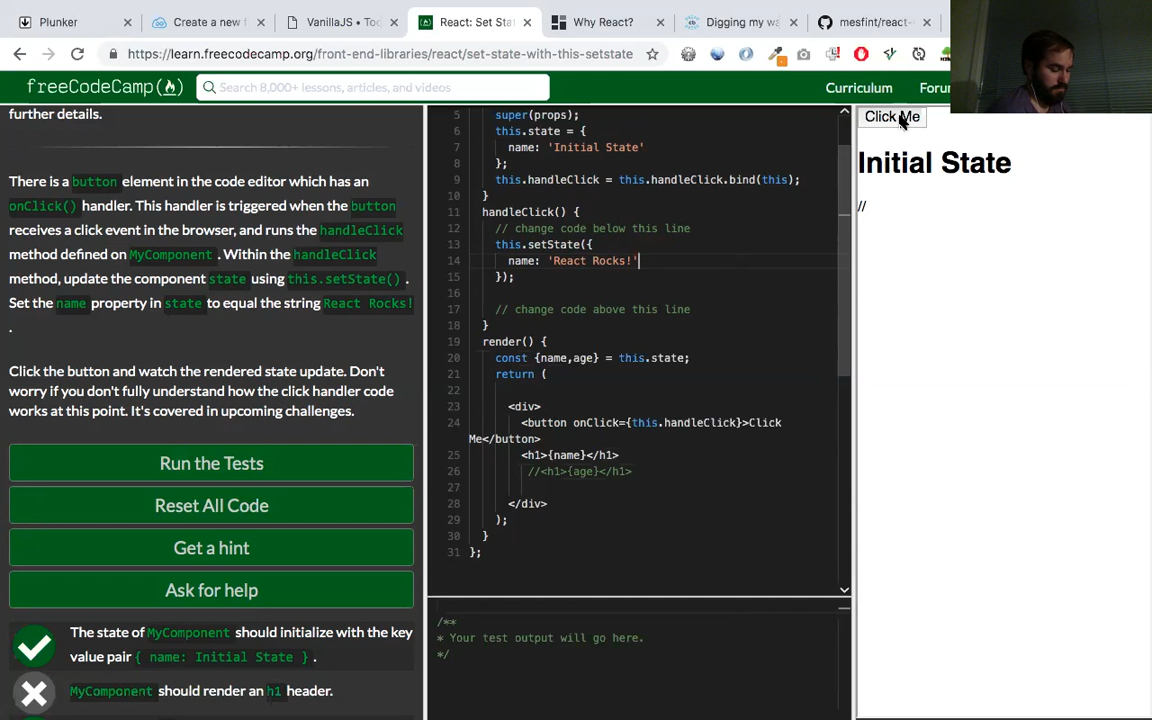 Plunker
Create a new f
VanillaJS • Too
React: Set Stat
Why React?
Digging my wa
mesfint/react-
https://learn.freecodecamp.org/front-end-libraries/react/set-state-with-this-setstate
freeCodeCamp
Search 8,000+ lessons, articles, and videos
Curriculum
Forum
further details.
There is a button element in the code editor which has an
onClick() handler. This handler is triggered when the button
receives a click event in the browser, and runs the handleClick
method defined on MyComponent . Within the handleClick
method, update the component state using this.setState() .
Set the name property in state to equal the string React Rocks!
.
Click the button and watch the rendered state update. Don't
worry if you don't fully understand how the click handler code
works at this point. It's covered in upcoming challenges.
Run the Tests
Reset All Code
Get a hint
Ask for help
The state of MyComponent should initialize with the key
value pair { name: Initial State } .
MyComponent should render an h1 header.
5 super(props);
6 this.state = {
7 name: 'Initial State'
8 };
9 this.handleClick = this.handleClick.bind(this);
10 }
11 handleClick() {
12 // change code below this line
13 this.setState({
14 name: 'React Rocks!'
15 });
16
17 // change code above this line
18 }
19 render() {
20 const {name,age} = this.state;
21 return (
22
23 <div>
24 <button onClick={this.handleClick}>Click
Me</button>
25 <h1>{name}</h1>
26 //<h1>{age}</h1>
27
28 </div>
29 );
30 }
31 };
/**
* Your test output will go here.
*/
Click Me
Initial State
//